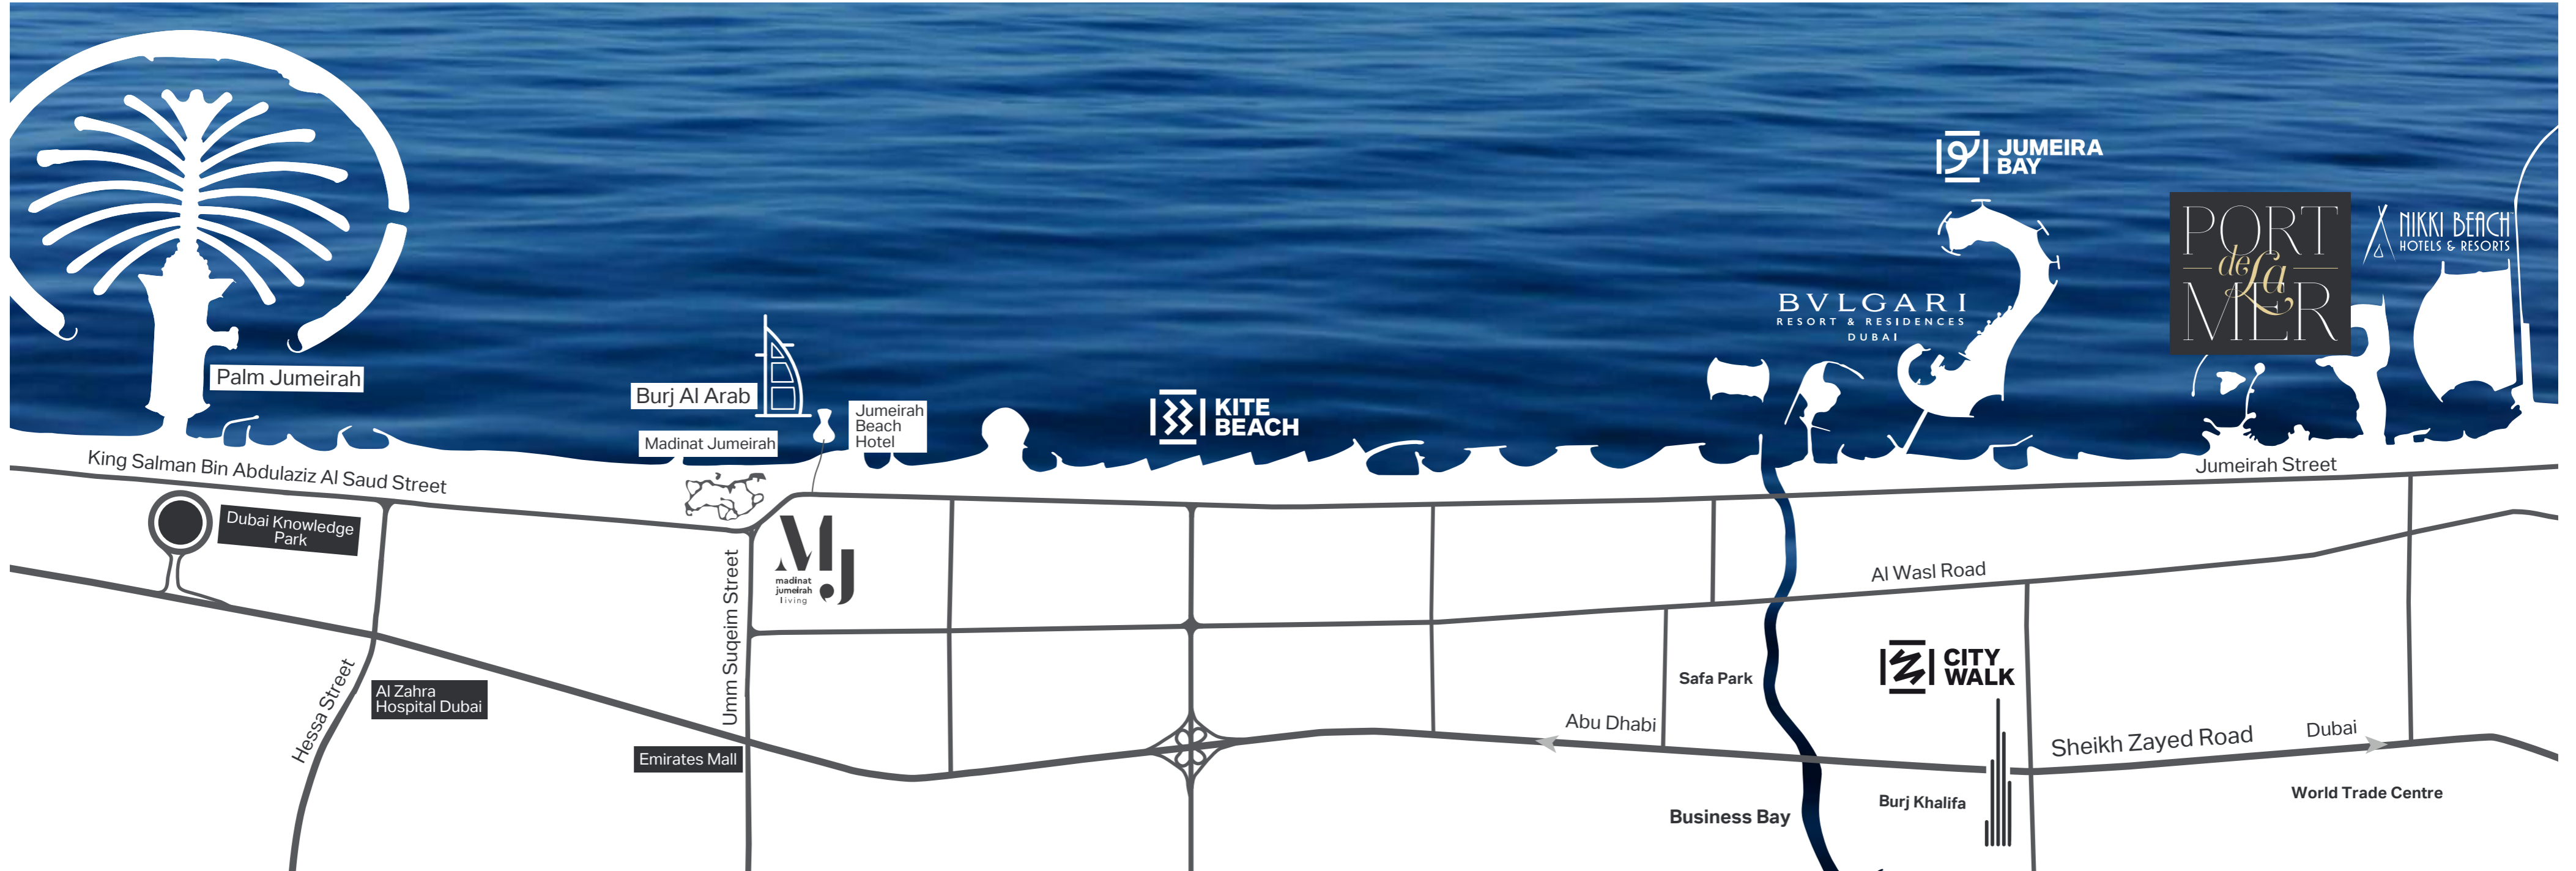 JUMEIRA
BAY
PORT
de La
MER
NIKKI BEACH
HOTELS & RESORTS
BVLGARI
RESORT & RESIDENCES
DUBAI
Palm Jumeirah
Burj Al Arab
Jumeirah
Beach
Hotel
KITE
BEACH
Madinat Jumeirah
King Salman Bin Abdulaziz Al Saud Street
Jumeirah Street
Dubai Knowledge
Park
MJ
madinat
jumeirah
living
Umm Suqeim Street
Al Wasl Road
Hessa Street
Al Zahra
Hospital Dubai
Safa Park
CITY
WALK
Abu Dhabi
Sheikh Zayed Road
Dubai
Emirates Mall
Business Bay
Burj Khalifa
World Trade Centre